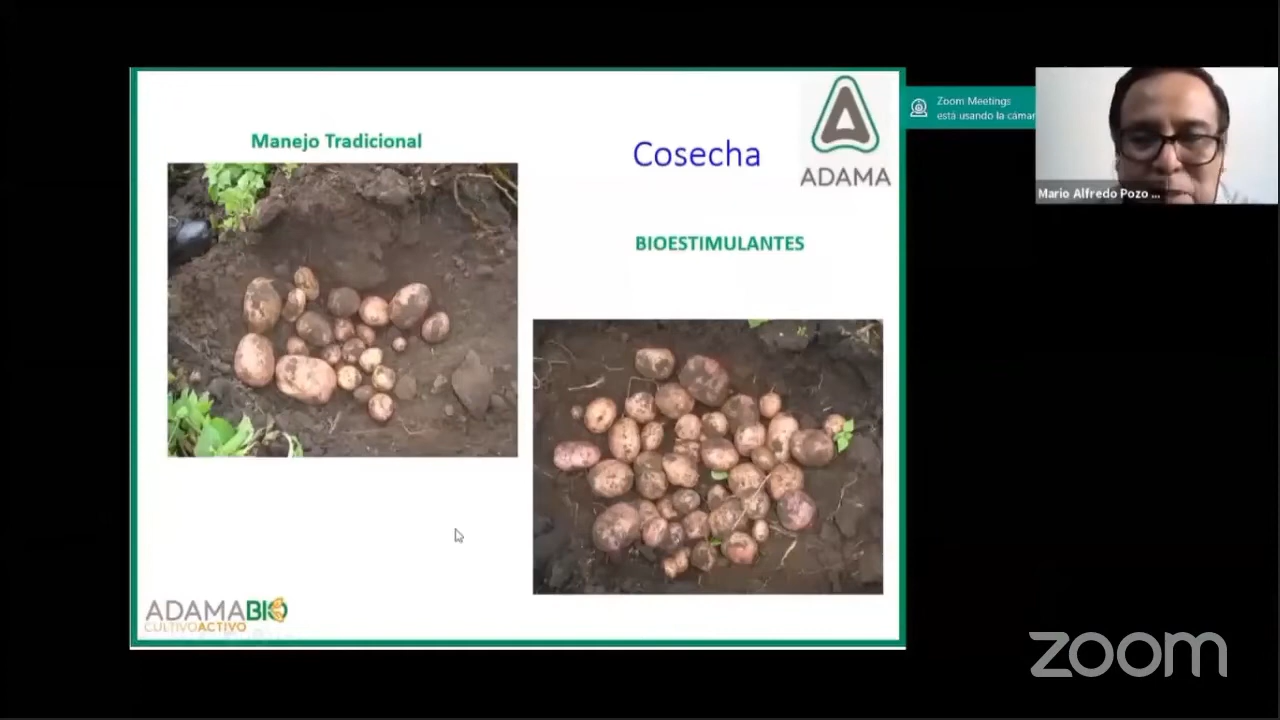 Manejo Tradicional
Cosecha
ADAMA
BIOESTIMULANTES
ADAMABIO
CULTIVOACTIVO
Zoom Meetings
está usando la cámar
Mario Alfredo Pozo ...
zoom